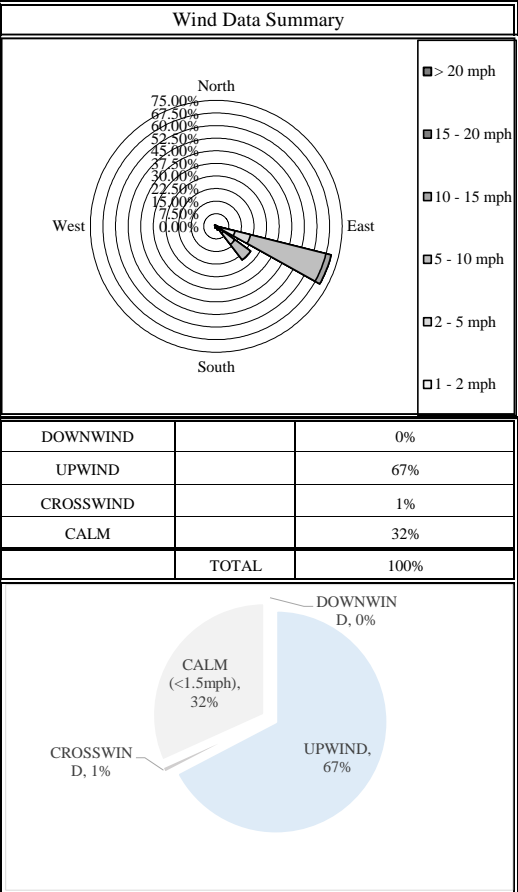 Wind Data Summary
North
75.00%
67.50%
60.00%
52.50%
45.00%
37.50%
30.00%
22.50%
15.00%
7.50%
0.00%
West
East
South
> 20 mph
15 - 20 mph
10 - 15 mph
5 - 10 mph
2 - 5 mph
1 - 2 mph
DOWNWIND 0%
UPWIND 67%
CROSSWIND 1%
CALM 32%
TOTAL 100%
DOWNWIN
D, 0%
CALM
(<1.5mph),
32%
CROSSWIN
D, 1%
UPWIND,
67%